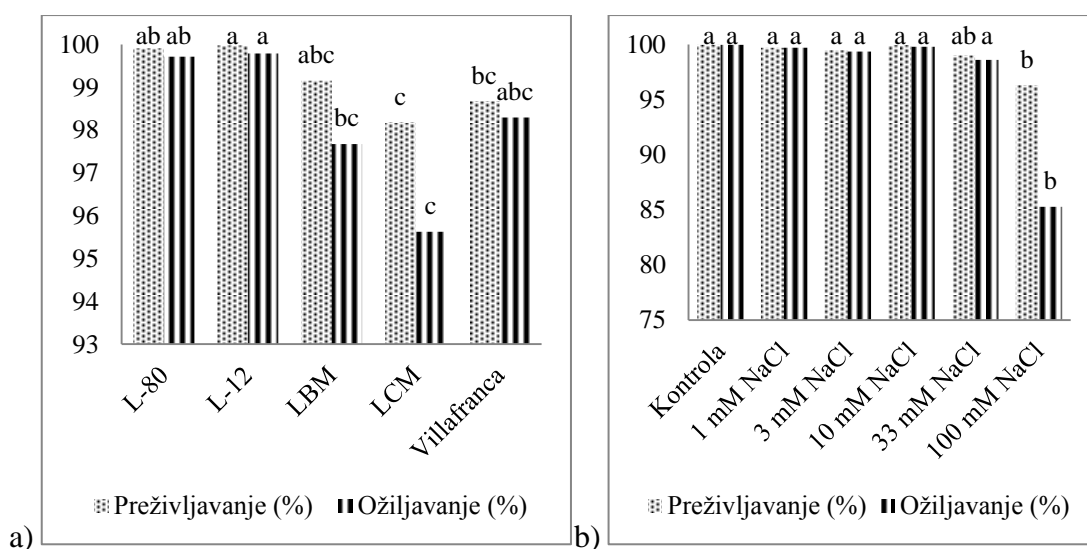 100
99
98
97
96
95
94
93
ab ab
a a
abc
bc
c
c
bc
abc
L-80
L-12
LBM
LCM
Villafranca
Preživljavanje (%) Ožiljavanje (%)
a)
100
95
90
85
80
75
a a
a a
a a
a a
ab a
b
b
Kontrola
1 mM NaCl
3 mM NaCl
10 mM NaCl
33 mM NaCl
100 mM NaCl
Preživljavanje (%) Ožiljavanje (%)
b)